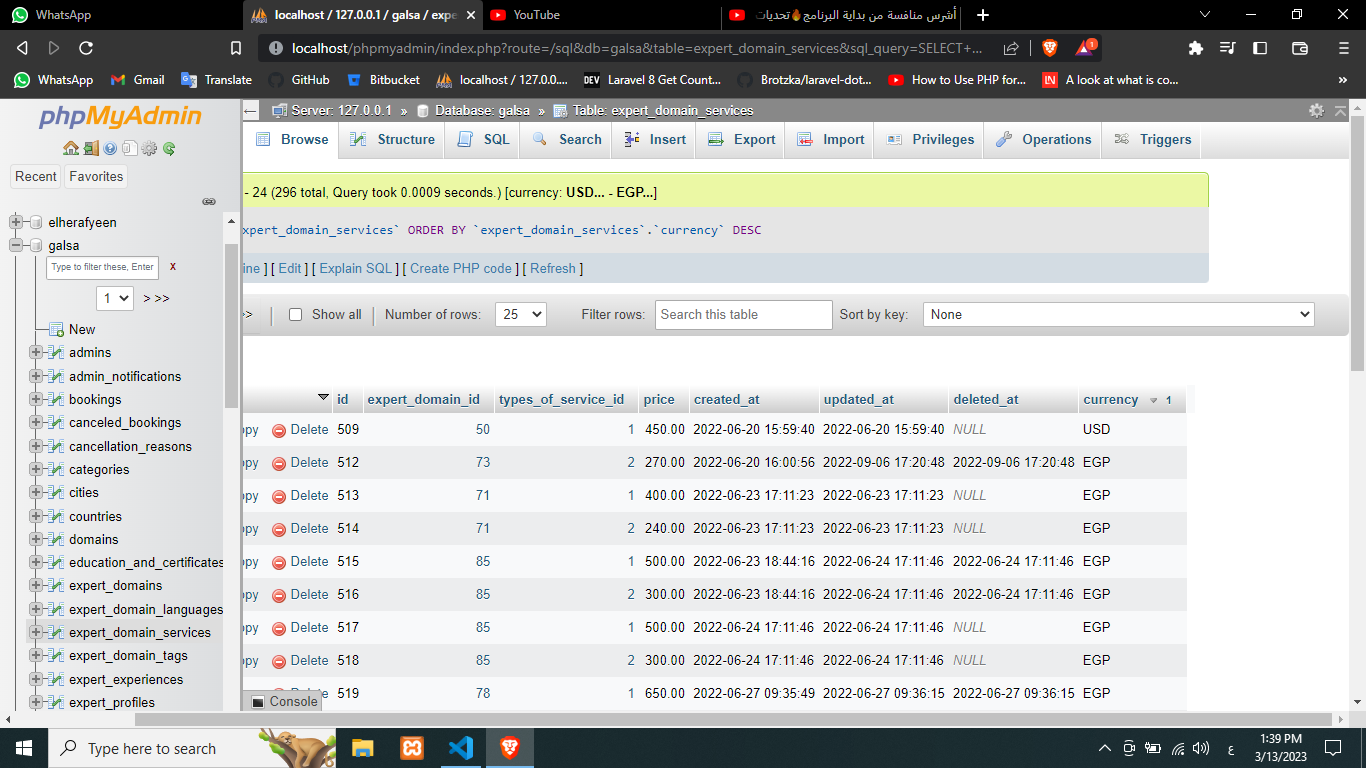 WhatsApp
localhost / 127.0.0.1 / galsa / expe
YouTube
أشرس منافسة من بداية البرنامج🔥تحديات
localhost/phpmyadmin/index.php?route=/sql&db=galsa&table=expert_domain_services&sql_query=SELECT+...
1
WhatsApp Gmail Translate GitHub Bitbucket localhost / 127.0.0.... DEV Laravel 8 Get Count... Brotzka/laravel-dot... How to Use PHP for... IN A look at what is co... »
phpMyAdmin
Recent Favorites
elherafyeen
galsa
Type to filter these, Enter X
1 > >>
New
admins
admin_notifications
bookings
canceled_bookings
cancellation_reasons
categories
cities
countries
domains
education_and_certificates
expert_domains
expert_domain_languages
expert_domain_services
expert_domain_tags
expert_experiences
expert_profiles
Server: 127.0.0.1 » Database: galsa » Table: expert_domain_services
Browse Structure SQL Search Insert Export Import Privileges Operations Triggers
- 24 (296 total, Query took 0.0009 seconds.) [currency: USD... - EGP...]
xpert_domain_services` ORDER BY `expert_domain_services`.`currency` DESC
ine ] [ Edit ] [ Explain SQL ] [ Create PHP code ] [ Refresh ]
>> Show all Number of rows: 25 Filter rows: Search this table Sort by key: None
id expert_domain_id types_of_service_id price created_at updated_at deleted_at currency 1
opy Delete 509 50 1 450.00 2022-06-20 15:59:40 2022-06-20 15:59:40 NULL USD
opy Delete 512 73 2 270.00 2022-06-20 16:00:56 2022-09-06 17:20:48 2022-09-06 17:20:48 EGP
opy Delete 513 71 1 400.00 2022-06-23 17:11:23 2022-06-23 17:11:23 NULL EGP
opy Delete 514 71 2 240.00 2022-06-23 17:11:23 2022-06-23 17:11:23 NULL EGP
opy Delete 515 85 1 500.00 2022-06-23 18:44:16 2022-06-24 17:11:46 2022-06-24 17:11:46 EGP
opy Delete 516 85 2 300.00 2022-06-23 18:44:16 2022-06-24 17:11:46 2022-06-24 17:11:46 EGP
opy Delete 517 85 1 500.00 2022-06-24 17:11:46 2022-06-24 17:11:46 NULL EGP
opy Delete 518 85 2 300.00 2022-06-24 17:11:46 2022-06-24 17:11:46 NULL EGP
Delete 519 78 1 650.00 2022-06-27 09:35:49 2022-06-27 09:36:15 2022-06-27 09:36:15 EGP
Console
Type here to search
ع
1:39 PM
3/13/2023